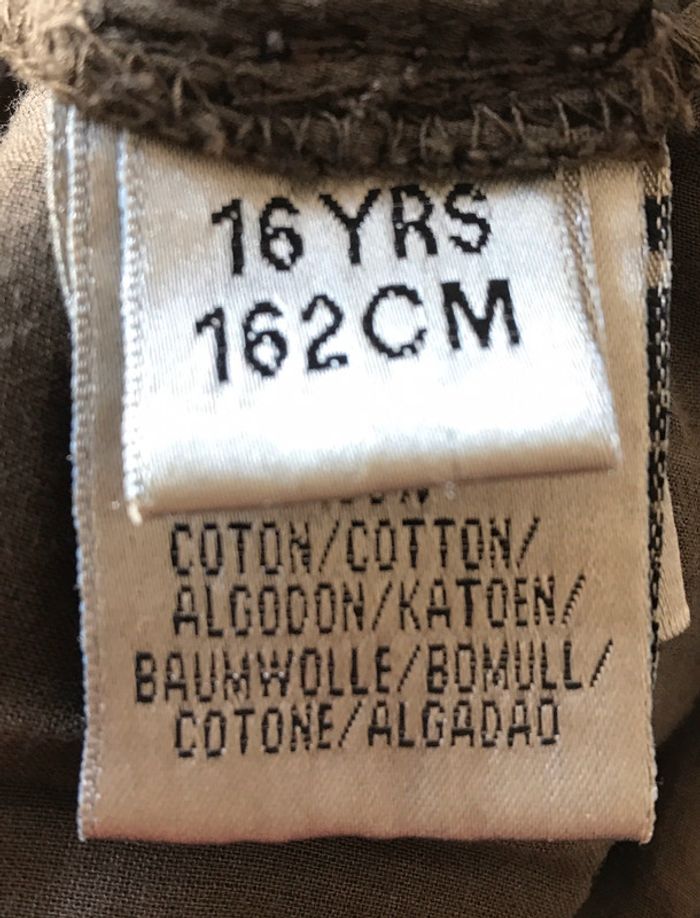 16 YRS
162CM
COTON/COTTON/
ALGODON/KATOEN/
BAUMWOLLE/BOMULL/
COTONE/ALGADAO